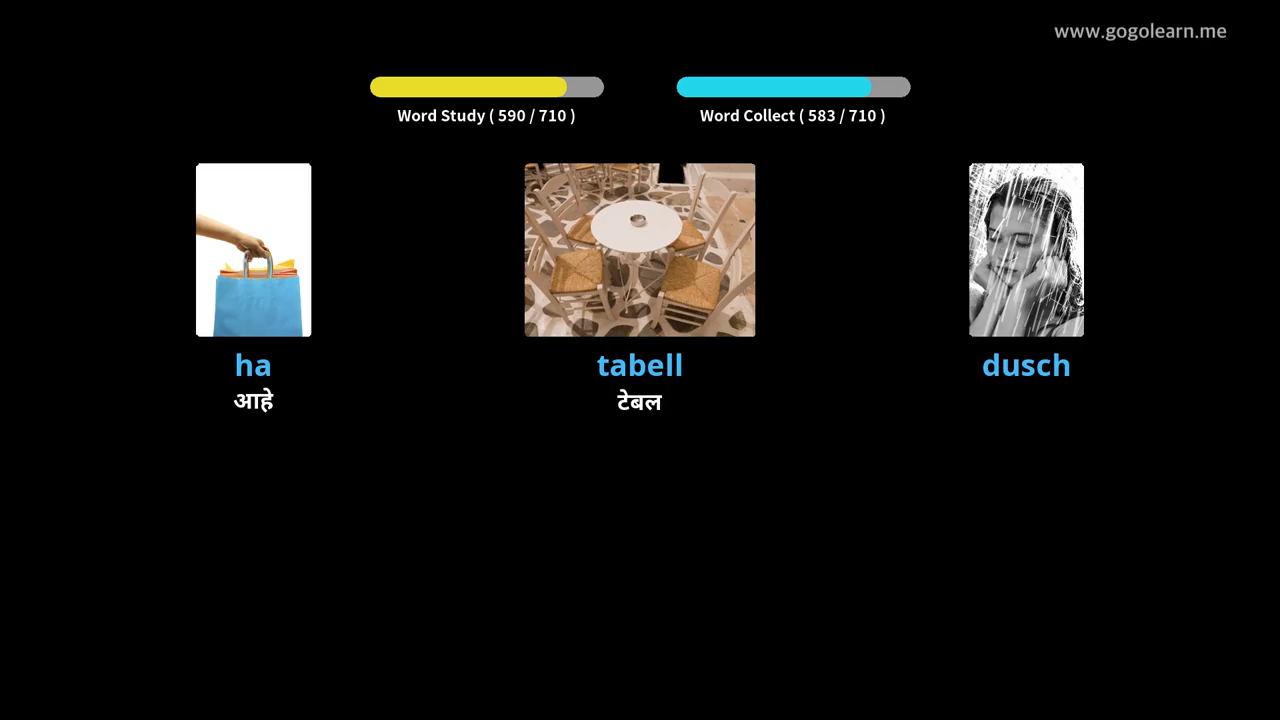 www.gogolearn.me
Word Study ( 590 / 710 )
Word Collect ( 583 / 710 )
ha
आहे
tabell
टेबल
dusch